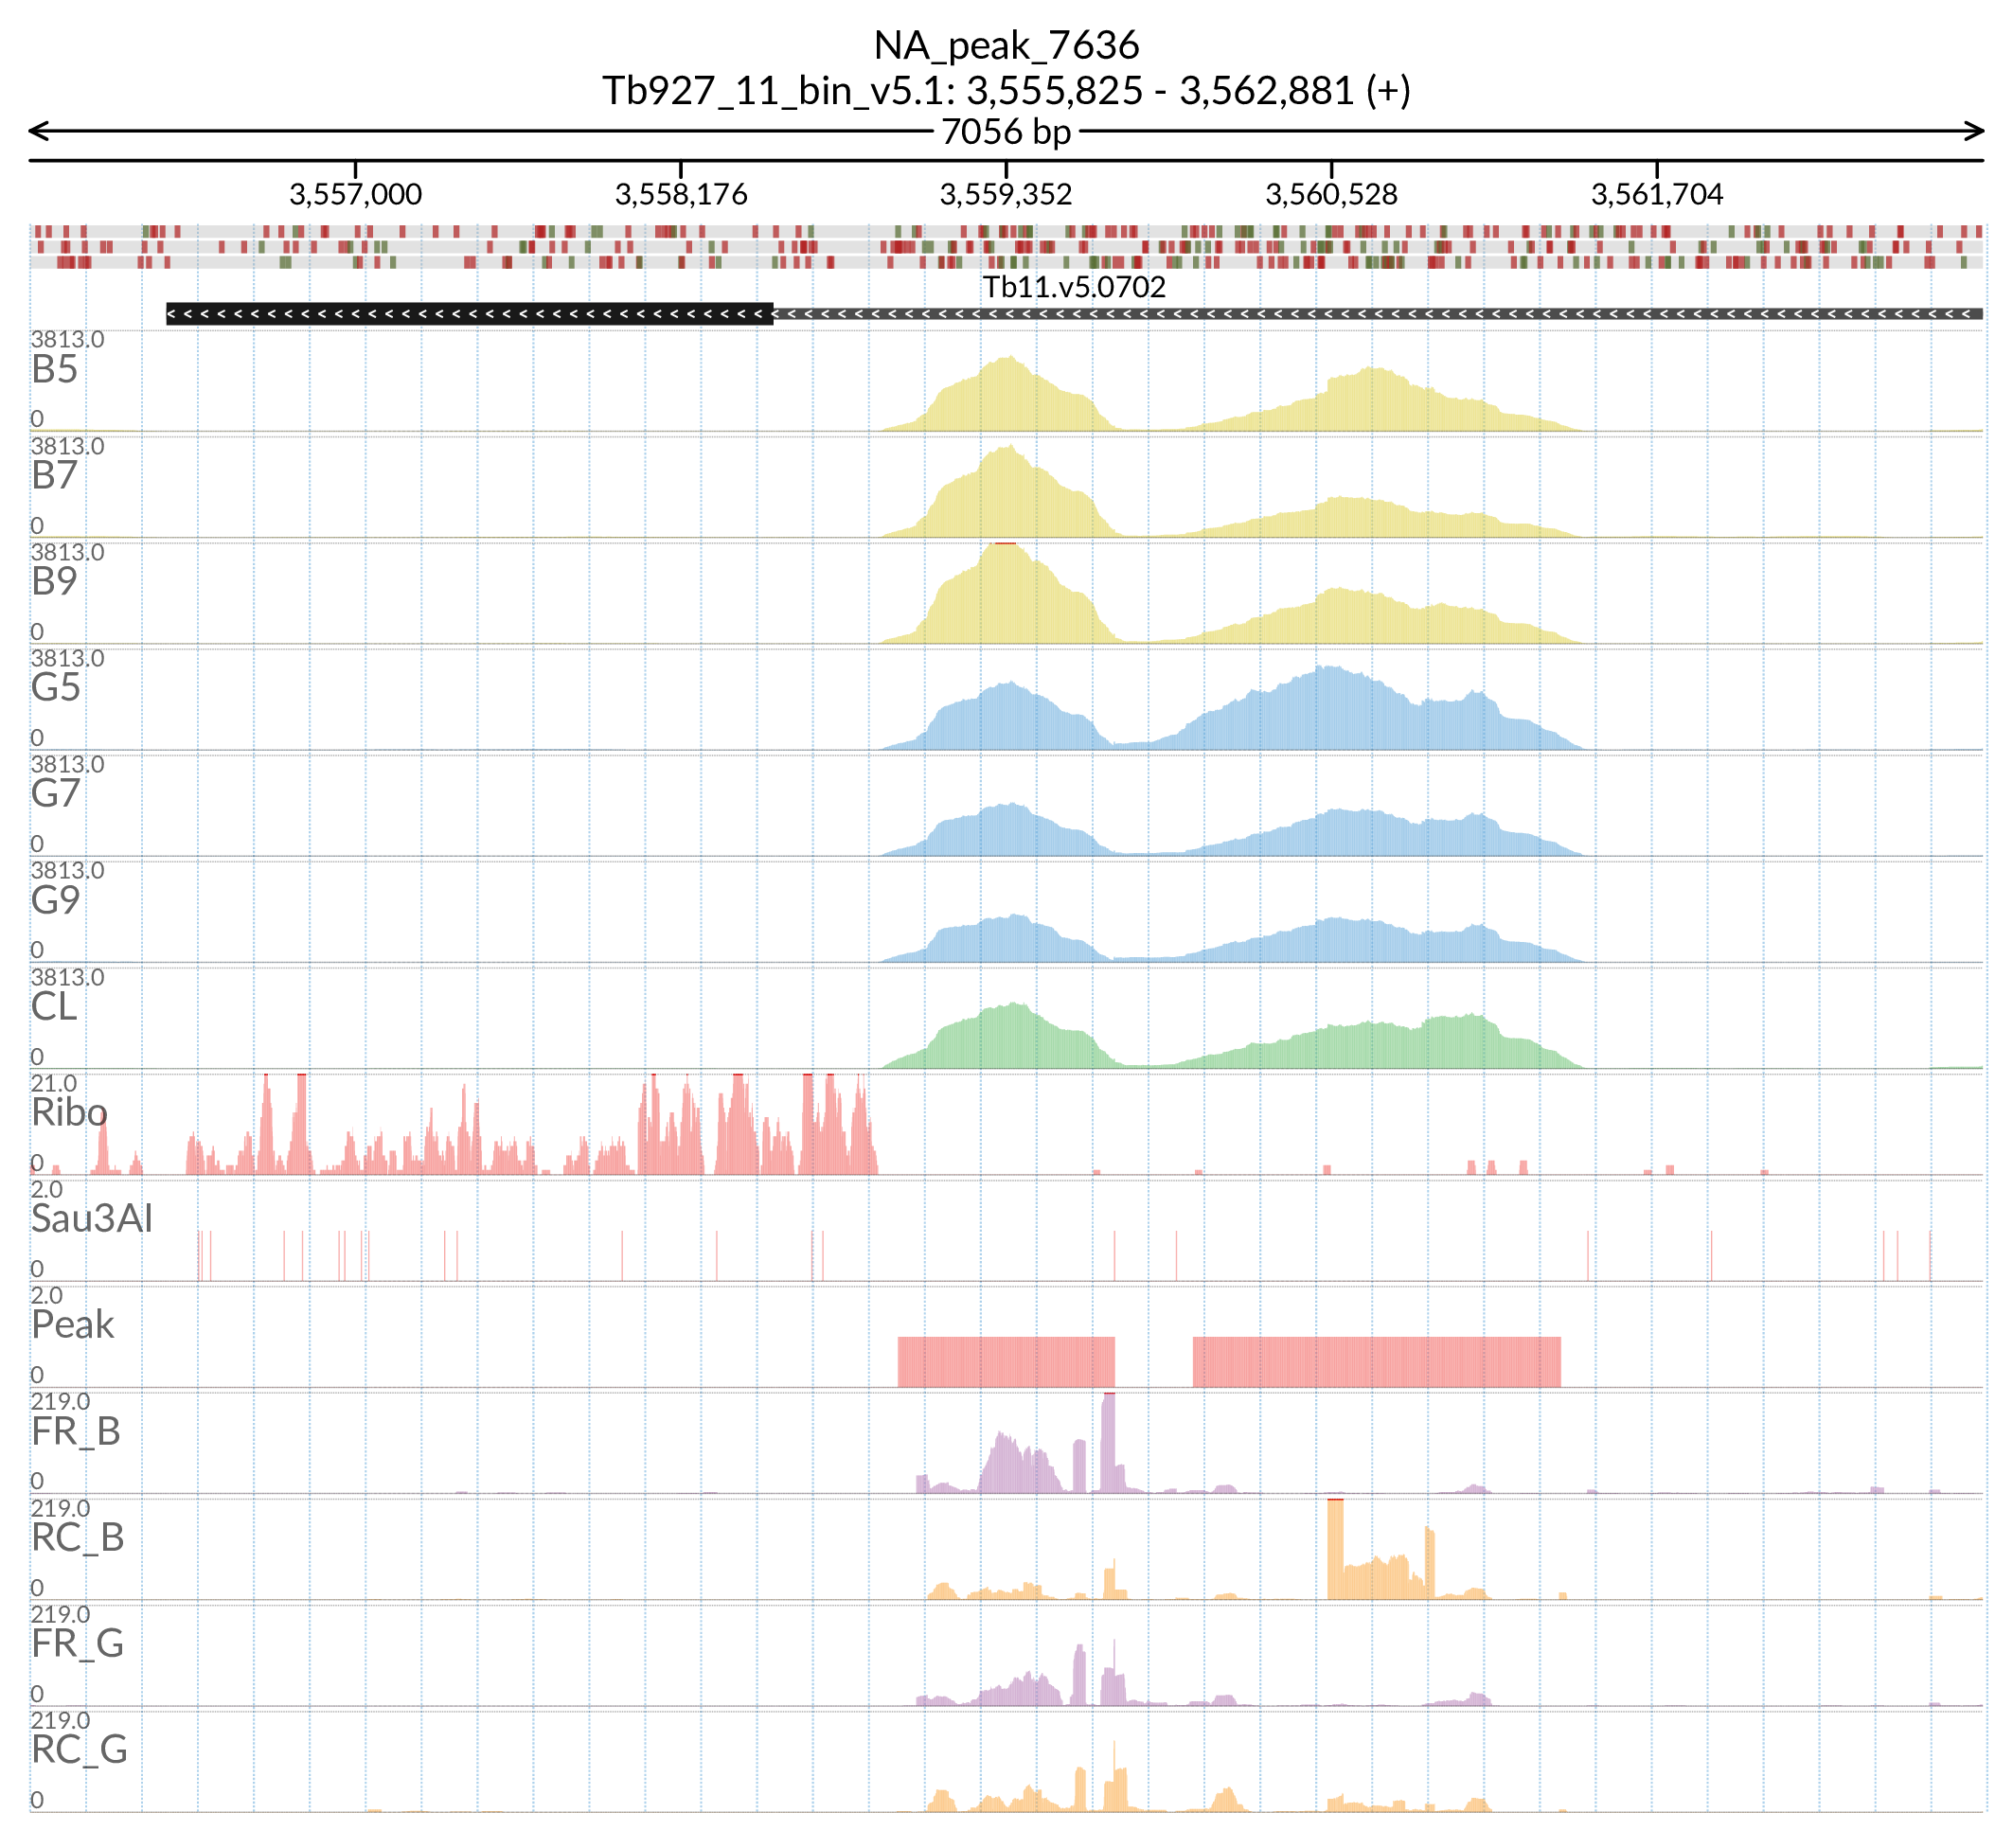 NA_peak_7636
Tb927_11_bin_v5.1: 3,555,825 - 3,562,881 (+)
7056 bp
3,557,000 3,558,176 3,559,352 3,560,528 3,561,704
Tb11.v5.0702
3813.0
B5
0
3813.0
B7
0
3813.0
B9
0
3813.0
G5
0
3813.0
G7
0
3813.0
G9
0
3813.0
CL
0
21.0
Ribo
0
2.0
Sau3AI
0
2.0
Peak
0
219.0
FR_B
0
219.0
RC_B
0
219.0
FR_G
0
219.0
RC_G
0